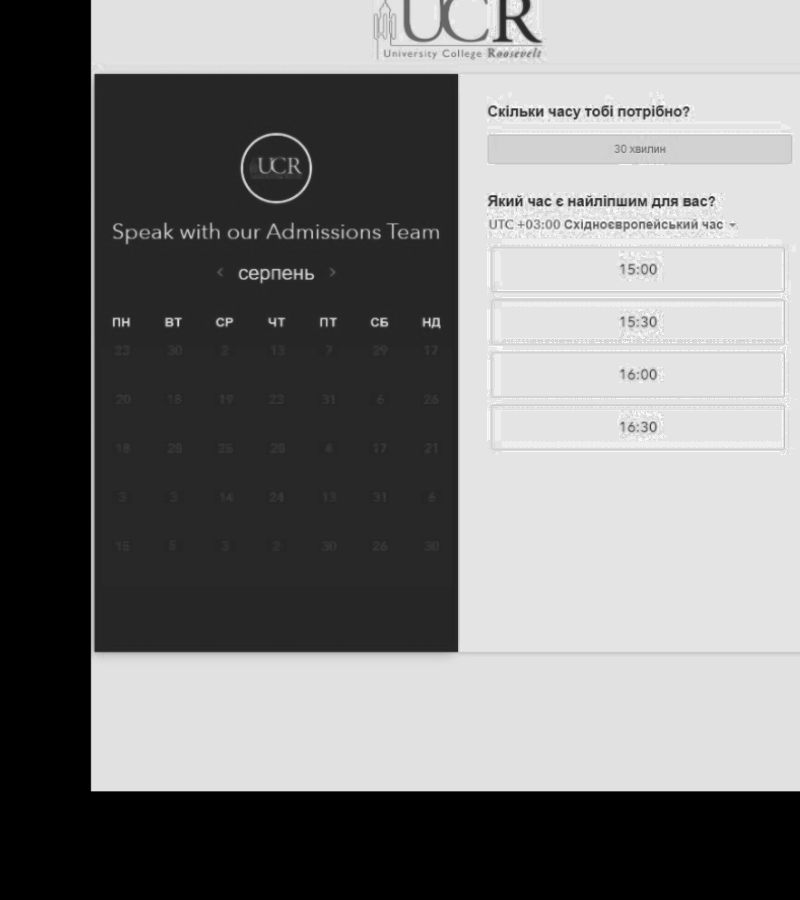 UCR
University College Roosevelt
UCR
Speak with our Admissions Team
серпень
ПН ВТ СР ЧТ ПТ СБ НД
23 30 2 13 7 29 17
20 18 19 23 31 6 26
18 26 25 28 4 17 21
3 3 14 24 13 31 6
15 5 3 2 30 26 30
Скільки часу тобі потрібно?
30 хвилин
Який час є найліпшим для вас?
UTC +03:00 Східноєвропейський час
15:00
15:30
16:00
16:30